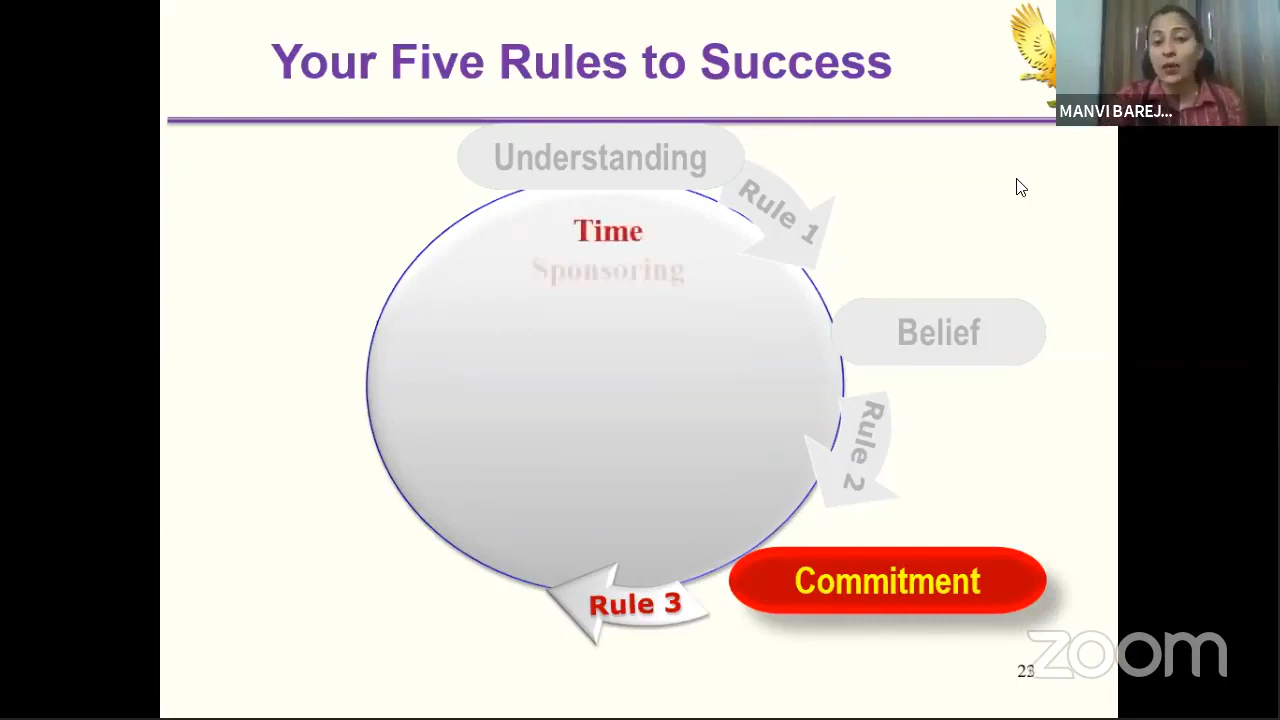 Your Five Rules to Success
MANVI BAREJ...
Understanding
Rule 1
Time
Sponsoring
Belief
Rule 2
Commitment
Rule 3
zoom
23